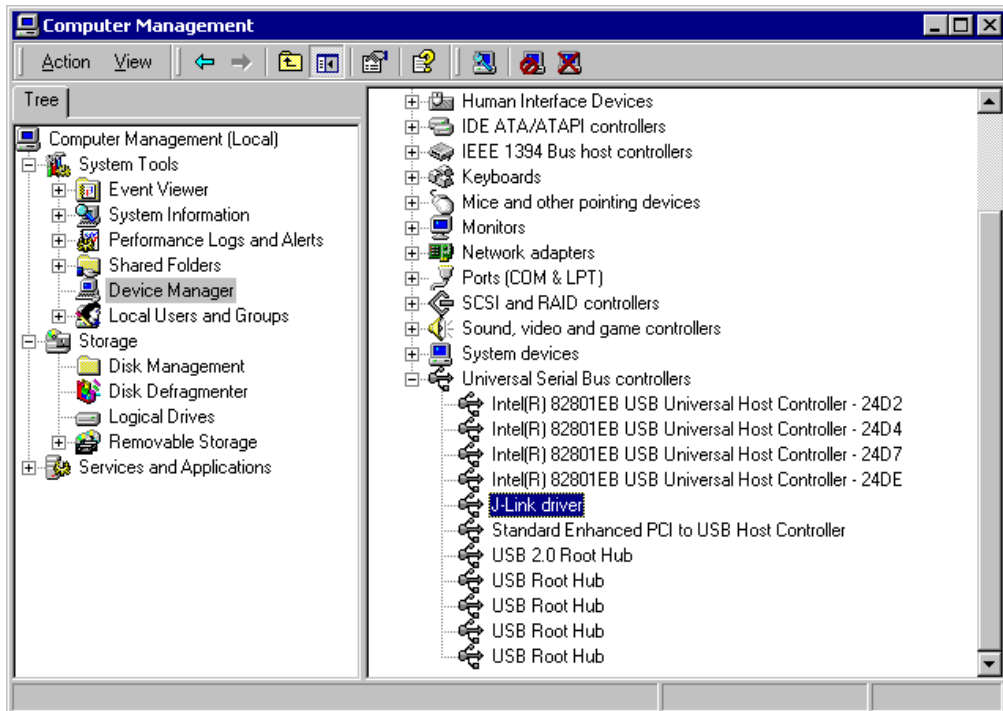 Computer Management
Action View
Tree
Computer Management (Local)
System Tools
Event Viewer
System Information
Performance Logs and Alerts
Shared Folders
Device Manager
Local Users and Groups
Storage
Disk Management
Disk Defragmenter
Logical Drives
Removable Storage
Services and Applications
Human Interface Devices
IDE ATA/ATAPI controllers
IEEE 1394 Bus host controllers
Keyboards
Mice and other pointing devices
Monitors
Network adapters
Ports (COM & LPT)
SCSI and RAID controllers
Sound, video and game controllers
System devices
Universal Serial Bus controllers
Intel(R) 82801EB USB Universal Host Controller - 24D2
Intel(R) 82801EB USB Universal Host Controller - 24D4
Intel(R) 82801EB USB Universal Host Controller - 24D7
Intel(R) 82801EB USB Universal Host Controller - 24DE
J-Link driver
Standard Enhanced PCI to USB Host Controller
USB 2.0 Root Hub
USB Root Hub
USB Root Hub
USB Root Hub
USB Root Hub